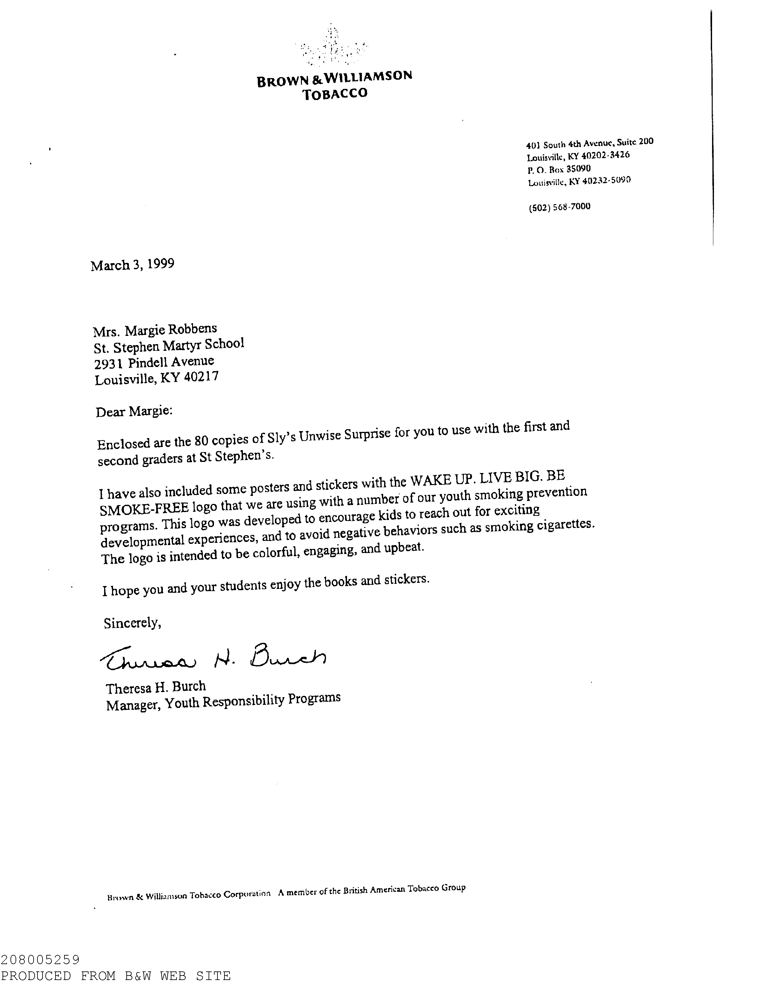 BROWN & WILLIAMSON
TOBACCO
401 South 4th Avenue, Suite 200
Louisville, KY 40202-3426
P. O. Box 35090
Louisville, KY 40232-5090
(502) 568-7000
March 3, 1999
Mrs. Margie Robbens
St. Stephen Martyr School
2931 Pindell Avenue
Louisville, KY 40217
Dear Margie:
Enclosed are the 80 copies of Sly's Unwise Surprise for you to use with the first and
second graders at St Stephen's.
I have also included some posters and stickers with the WAKE UP. LIVE BIG. BE
SMOKE-FREE logo that we are using with a number of our youth smoking prevention
programs. This logo was developed to encourage kids to reach out for exciting
developmental experiences, and to avoid negative behaviors such as smoking cigarettes.
The logo is intended to be colorful, engaging, and upbeat.
I hope you and your students enjoy the books and stickers.
Sincerely,
Theresa H. Burch
Theresa H. Burch
Manager, Youth Responsibility Programs
Brown & Williamson Tobacco Corporation A member of the British American Tobacco Group
208005259
PRODUCED FROM B&W WEB SITE